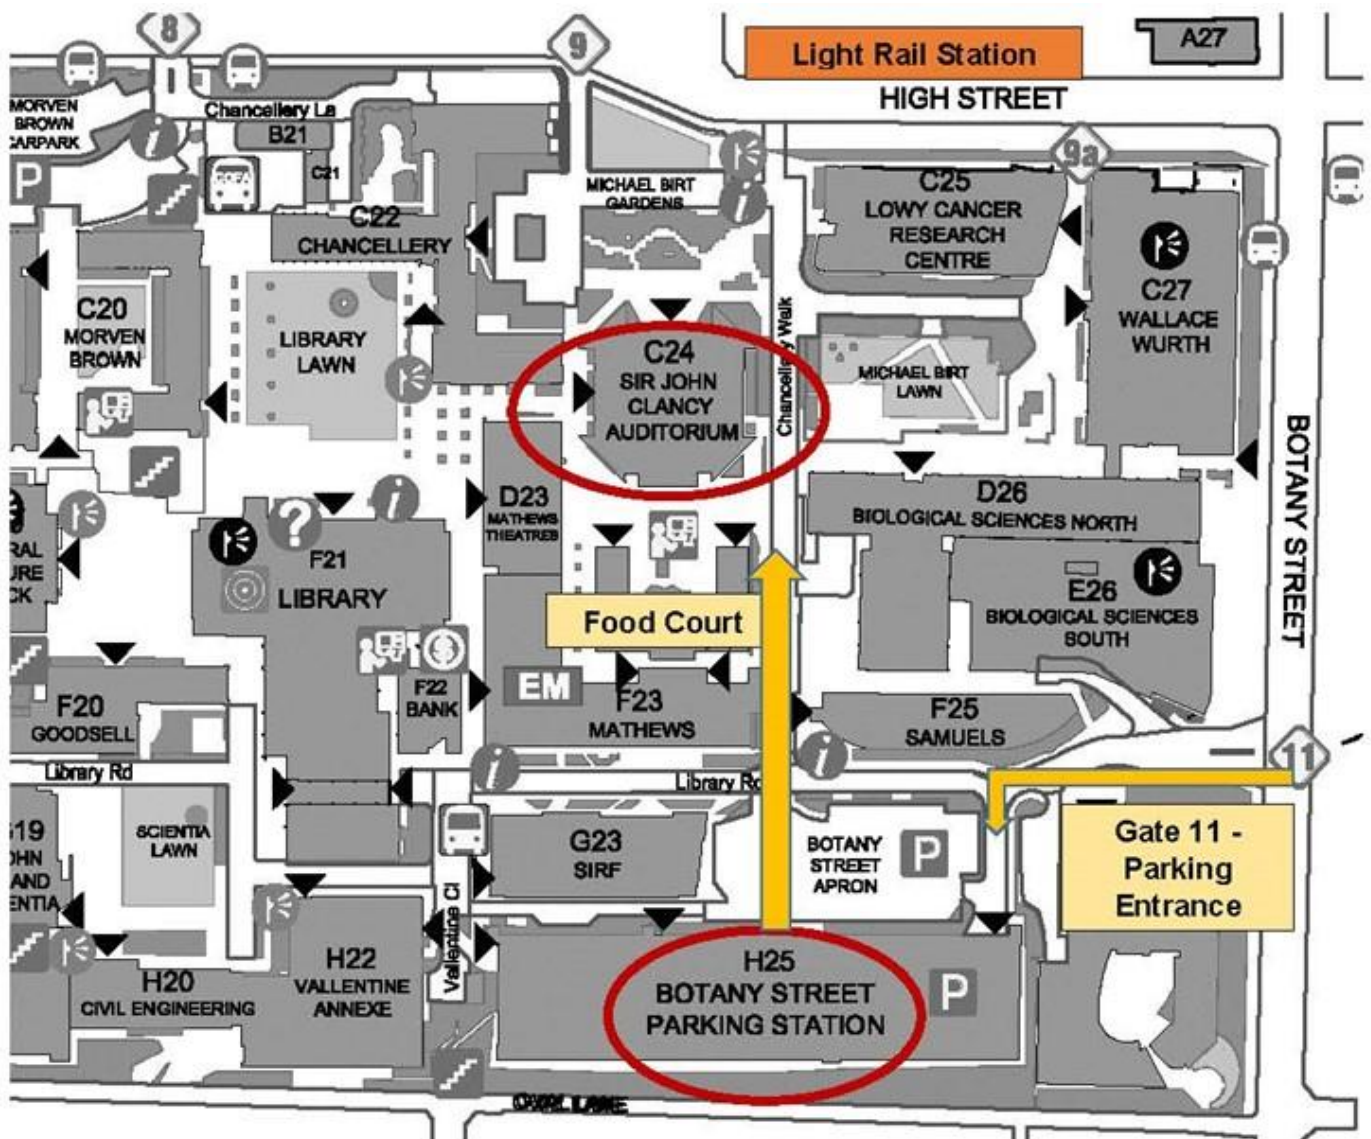 8
9
A27
Light Rail Station
HIGH STREET
MORVEN
BROWN
CARPARK
P
Chancellery La
B21
C21
COFA
i
9a
MICHAEL BIRT
GARDENS
i
C25
LOWY CANCER
RESEARCH
CENTRE
C22
CHANCELLERY
C20
MORVEN
BROWN
LIBRARY
LAWN
C24
SIR JOHN
CLANCY
AUDITORIUM
Chancellery Walk
MICHAEL BIRT
LAWN
C27
WALLACE
WURTH
BOTANY STREET
D23
MATHEWS
THEATRES
D26
BIOLOGICAL SCIENCES NORTH
?
i
F21
LIBRARY
E26
BIOLOGICAL SCIENCES
SOUTH
Food Court
$
F20
GOODSELL
F22
BANK
EM
F23
MATHEWS
F25
SAMUELS
11
Library Rd
i
Library Rd
i
SCIENTIA
LAWN
G23
SIRF
BOTANY
STREET
APRON
P
Gate 11 -
Parking
Entrance
Vallentine Cl
H20
CIVIL ENGINEERING
H22
VALLENTINE
ANNEXE
H25
BOTANY STREET
PARKING STATION
P
OVAL LANE